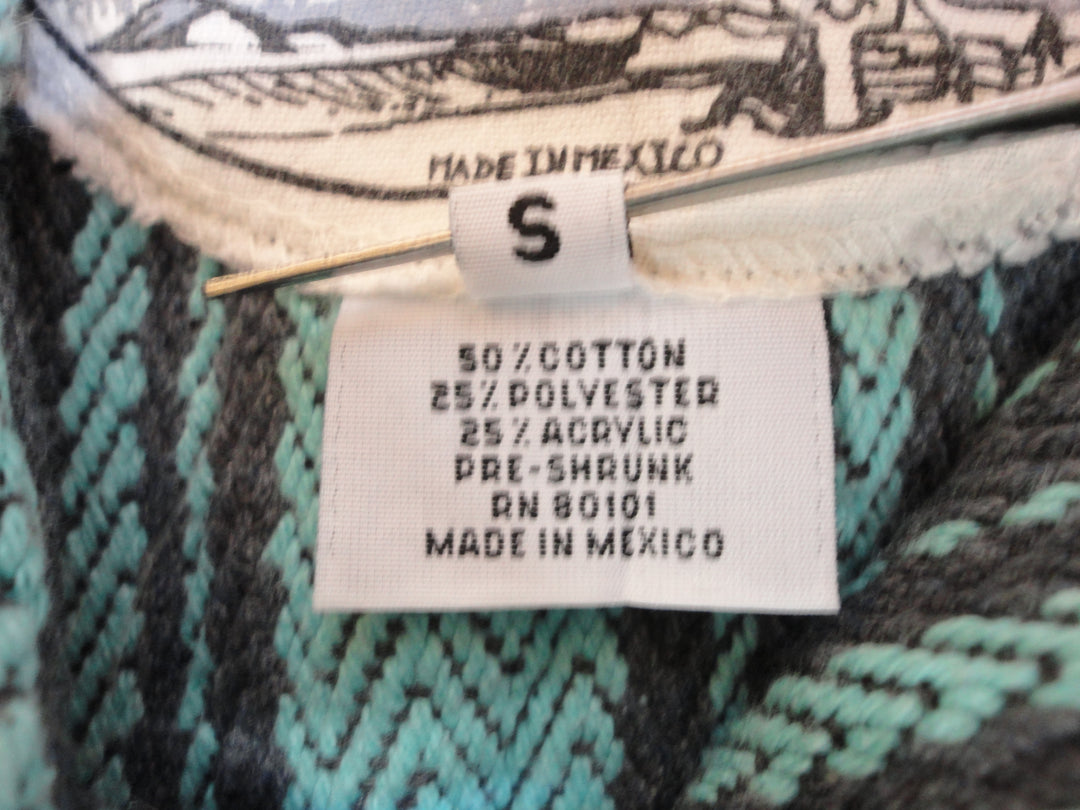 MADE IN MEXICO
S
50% COTTON
25% POLYESTER
25% ACRYLIC
PRE-SHRUNK
RN 80101
MADE IN MEXICO